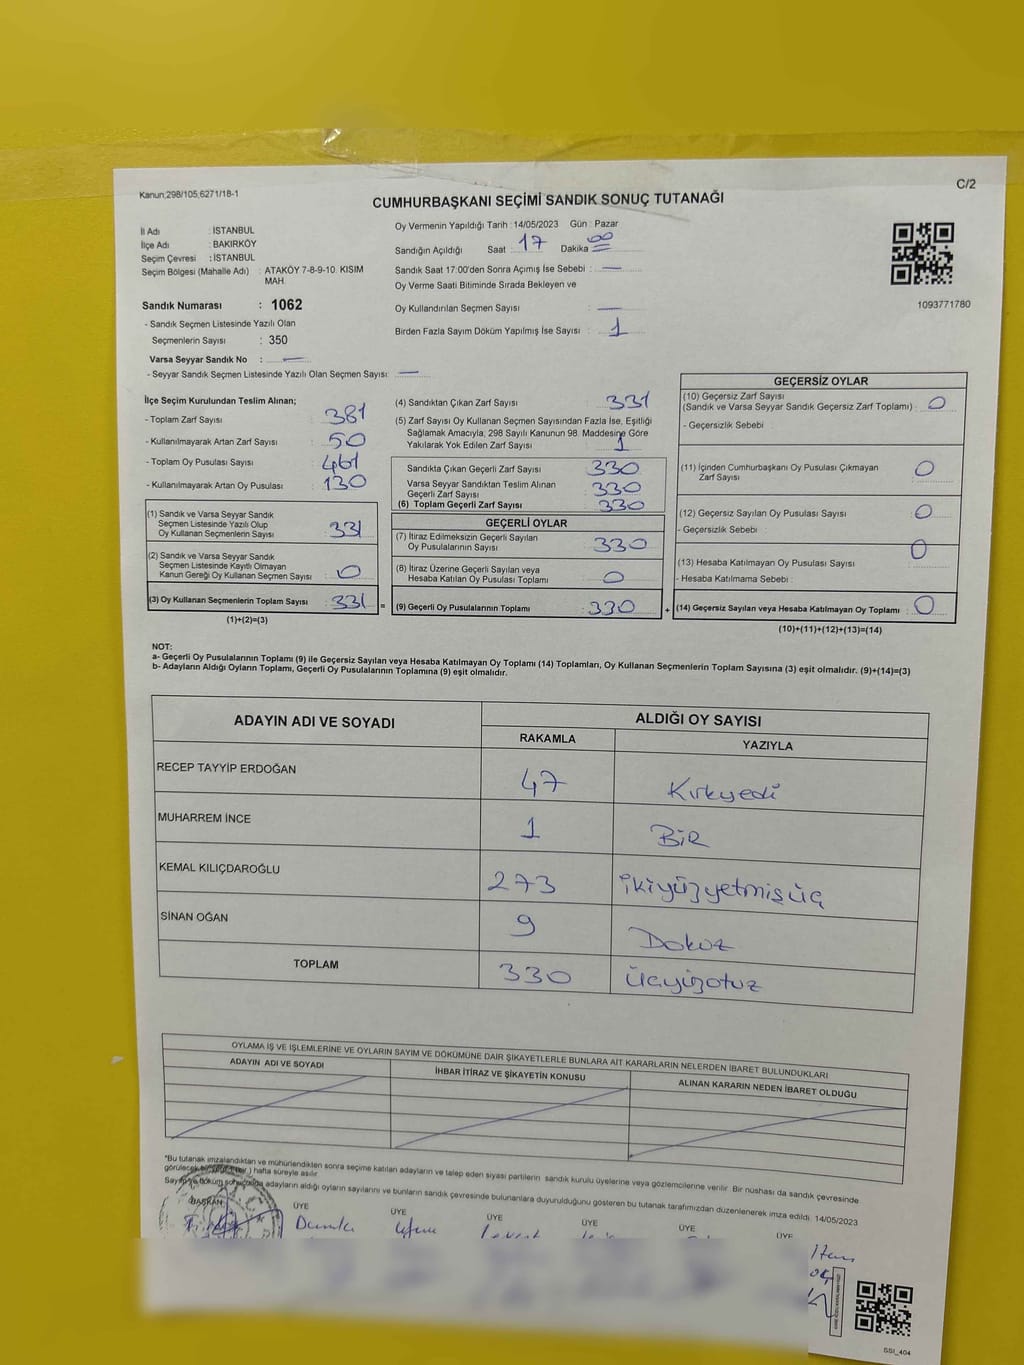 Kanun;298/105;6271/18-1
C/2
CUMHURBAŞKANI SEÇİMİ SANDIK SONUÇ TUTANAĞI
İl Adı : İSTANBUL
İlçe Adı : BAKIRKÖY
Seçim Çevresi : İSTANBUL
Seçim Bölgesi (Mahalle Adı) : ATAKÖY 7-8-9-10. KISIM
MAH.
Sandık Numarası : 1062
- Sandık Seçmen Listesinde Yazılı Olan
Seçmenlerin Sayısı : 350
Varsa Seyyar Sandık No : —
- Seyyar Sandık Seçmen Listesinde Yazılı Olan Seçmen Sayısı: —
Oy Vermenin Yapıldığı Tarih : 14/05/2023 Gün : Pazar
Sandığın Açıldığı Saat : 17 Dakika : 00
Sandık Saat 17:00'den Sonra Açımış İse Sebebi : —
Oy Verme Saati Bitiminde Sırada Bekleyen ve
Oy Kullandırılan Seçmen Sayısı : —
Birden Fazla Sayım Döküm Yapılmış İse Sayısı : 1
1093771780
İlçe Seçim Kurulundan Teslim Alınan;
- Toplam Zarf Sayısı : 381
- Kullanılmayarak Artan Zarf Sayısı : 50
- Toplam Oy Pusulası Sayısı : 461
- Kullanılmayarak Artan Oy Pusulası : 130
(1) Sandık ve Varsa Seyyar Sandık
Seçmen Listesinde Yazılı Olup
Oy Kullanan Seçmenlerin Sayısı : 331
(2) Sandık ve Varsa Seyyar Sandık
Seçmen Listesinde Kayıtlı Olmayan
Kanun Gereği Oy Kullanan Seçmen Sayısı : 0
(3) Oy Kullanan Seçmenlerin Toplam Sayısı : 331 =
(1)+(2)=(3)
(4) Sandıktan Çıkan Zarf Sayısı : 331
(5) Zarf Sayısı Oy Kullanan Seçmen Sayısından Fazla İse, Eşitliği
Sağlamak Amacıyla, 298 Sayılı Kanunun 98. Maddesine Göre
Yakılarak Yok Edilen Zarf Sayısı : 1
Sandıkta Çıkan Geçerli Zarf Sayısı : 330
Varsa Seyyar Sandıktan Teslim Alınan
Geçerli Zarf Sayısı : 330
(6) Toplam Geçerli Zarf Sayısı : 330
GEÇERLİ OYLAR
(7) İtiraz Edilmeksizin Geçerli Sayılan
Oy Pusulalarının Sayısı : 330
(8) İtiraz Üzerine Geçerli Sayılan veya
Hesaba Katılan Oy Pusulası Toplamı : 0
(9) Geçerli Oy Pusulalarının Toplamı : 330 +
GEÇERSİZ OYLAR
(10) Geçersiz Zarf Sayısı
(Sandık ve Varsa Seyyar Sandık Geçersiz Zarf Toplamı) : 0
- Geçersizlik Sebebi :
(11) İçinden Cumhurbaşkanı Oy Pusulası Çıkmayan
Zarf Sayısı : 0
(12) Geçersiz Sayılan Oy Pusulası Sayısı : 0
- Geçersizlik Sebebi :
(13) Hesaba Katılmayan Oy Pusulası Sayısı : 0
- Hesaba Katılmama Sebebi :
(14) Geçersiz Sayılan veya Hesaba Katılmayan Oy Toplamı : 0
(10)+(11)+(12)+(13)=(14)
NOT:
a- Geçerli Oy Pusulalarının Toplamı (9) ile Geçersiz Sayılan veya Hesaba Katılmayan Oy Toplamı (14) Toplamları, Oy Kullanan Seçmenlerin Toplam Sayısına (3) eşit olmalıdır. (9)+(14)=(3)
b- Adayların Aldığı Oyların Toplamı, Geçerli Oy Pusulalarının Toplamına (9) eşit olmalıdır.
ADAYIN ADI VE SOYADI
ALDIĞI OY SAYISI
RAKAMLA YAZIYLA
RECEP TAYYİP ERDOĞAN 47 Kırkyedi
MUHARREM İNCE 1 BİR
KEMAL KILIÇDAROĞLU 273 ikiyüzyetmişüç
SİNAN OĞAN 9 Dokuz
TOPLAM 330 üçyüzotuz
OYLAMA İŞ VE İŞLEMLERİNE VE OYLARIN SAYIM VE DÖKÜMÜNE DAİR ŞİKAYETLERLE BUNLARA AİT KARARLARIN NELERDEN İBARET BULUNDUKLARI
ADAYIN ADI VE SOYADI İHBAR İTİRAZ VE ŞİKAYETİN KONUSU ALINAN KARARIN NEDEN İBARET OLDUĞU
*Bu tutanak imzalandıktan ve mühürlendikten sonra seçime katılan adayların ve talep eden siyasi partilerin sandık kurulu üyelerine veya gözlemcilerine verilir. Bir nüshası da sandık çevresinde
görülecek hafta süreyle asılır.
Sayım ve döküm adayların aldığı oyların sayılarını ve bunların sandık çevresinde bulunanlara duyurulduğunu gösteren bu tutanak tarafımızdan düzenlenerek imza edildi. 14/05/2023
BAŞKAN ÜYE ÜYE ÜYE ÜYE ÜYE ÜYE
SSI_404